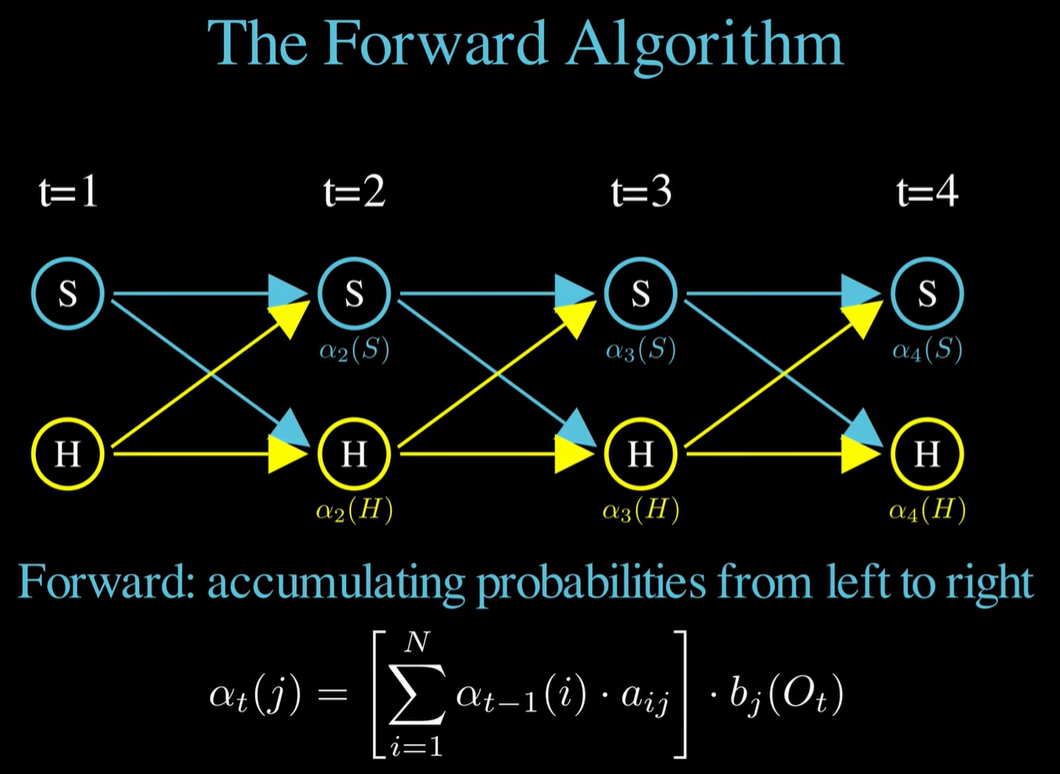 The Forward Algorithm
t=1 t=2 t=3 t=4
S S S S
α₂(S) α₃(S) α₄(S)
H H H H
α₂(H) α₃(H) α₄(H)
Forward: accumulating probabilities from left to right
αₜ(j) = [∑ᵢ₌₁ᴺ αₜ₋₁(i) · aᵢⱼ] · bⱼ(Oₜ)